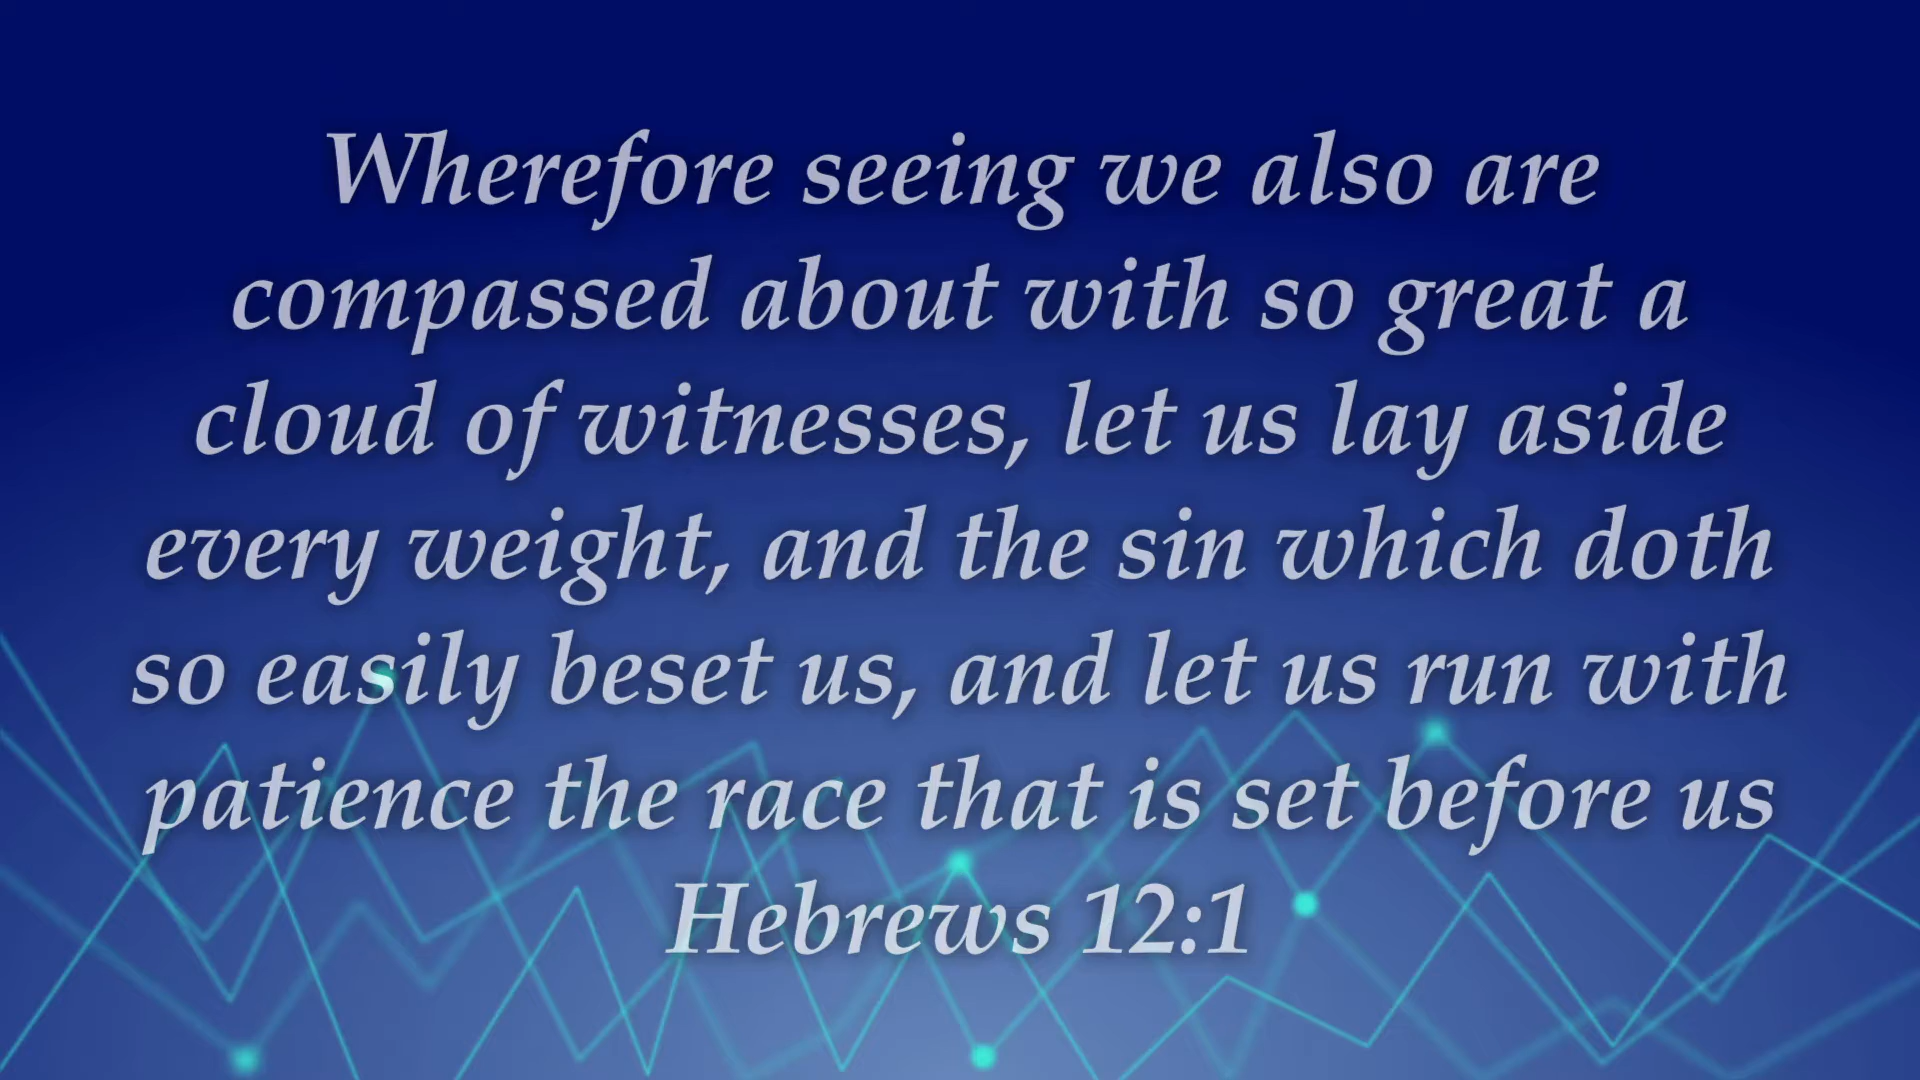 Wherefore seeing we also are
compassed about with so great a
cloud of witnesses, let us lay aside
every weight, and the sin which doth
so easily beset us, and let us run with
patience the race that is set before us
Hebrews 12:1